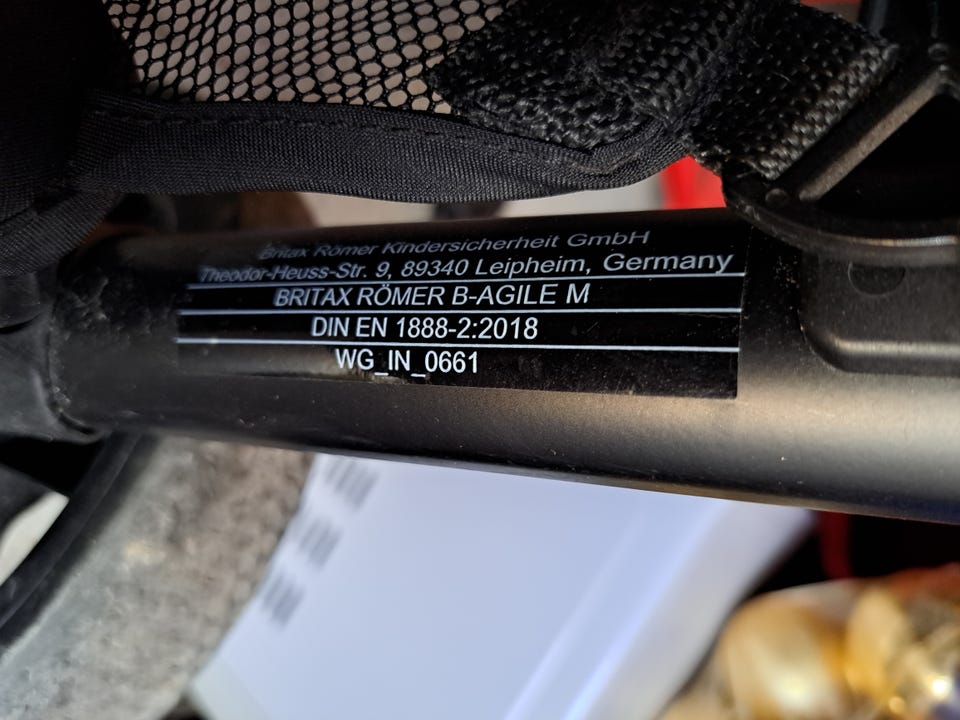 Britax Römer Kindersicherheit GmbH
Theodor-Heuss-Str. 9, 89340 Leipheim, Germany
BRITAX RÖMER B-AGILE M
DIN EN 1888-2:2018
WG_IN_0661